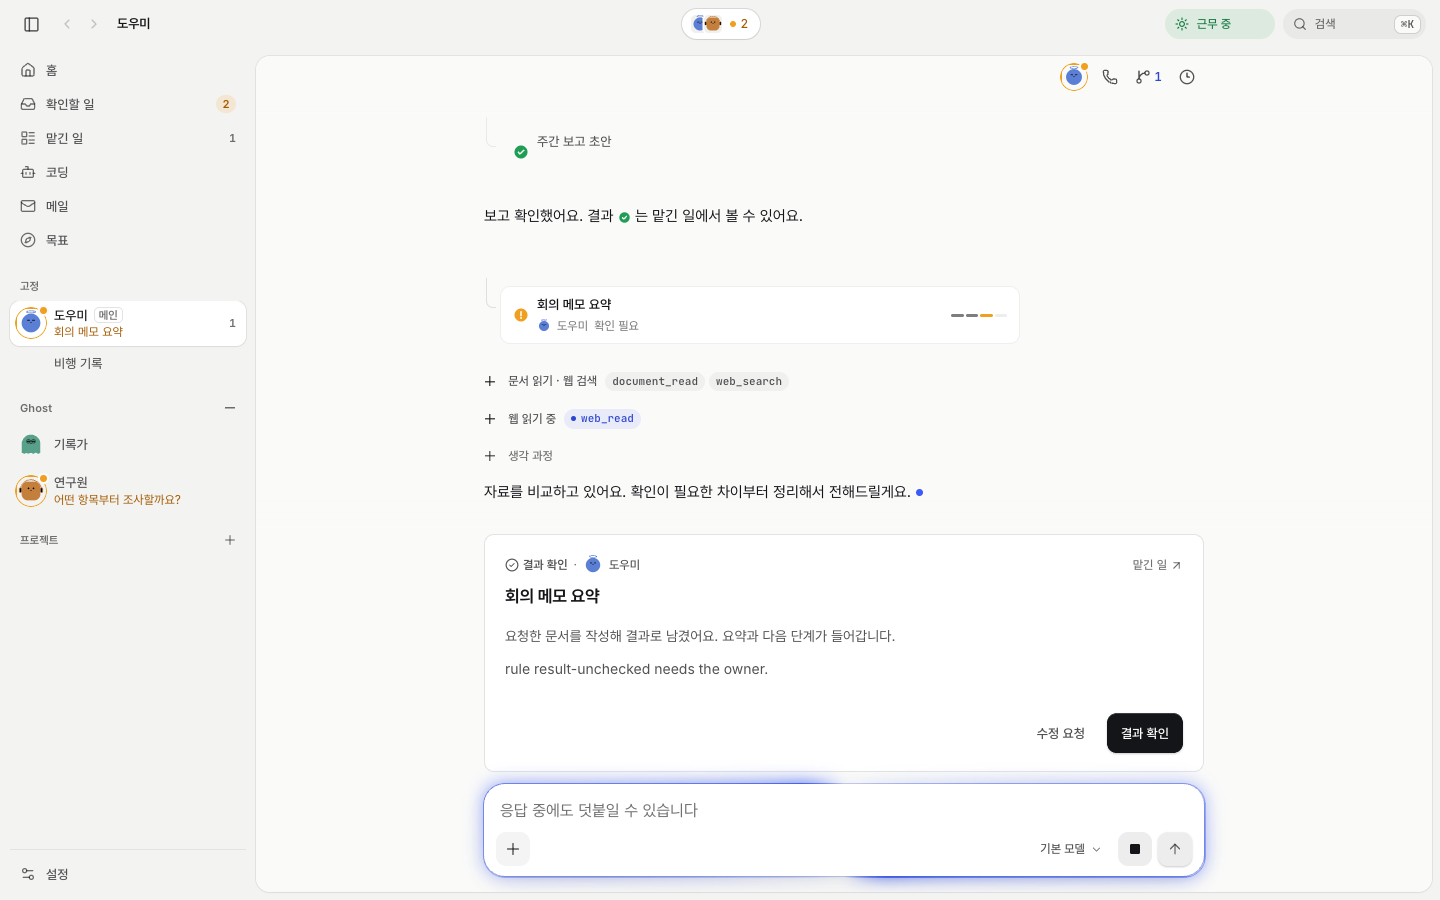 도우미
2
근무 중
검색
⌘K
홈
확인할 일
2
맡긴 일
1
코딩
메일
목표
고정
도우미 메인
회의 메모 요약
1
비행 기록
Ghost
기록가
연구원
어떤 항목부터 조사할까요?
프로젝트
설정
1
주간 보고 초안
보고 확인했어요. 결과 는 맡긴 일에서 볼 수 있어요.
회의 메모 요약
도우미 확인 필요
문서 읽기 · 웹 검색 document_read web_search
웹 읽기 중 web_read
생각 과정
자료를 비교하고 있어요. 확인이 필요한 차이부터 정리해서 전해드릴게요.
결과 확인 · 도우미
맡긴 일
회의 메모 요약
요청한 문서를 작성해 결과로 남겼어요. 요약과 다음 단계가 들어갑니다.
rule result-unchecked needs the owner.
수정 요청
결과 확인
응답 중에도 덧붙일 수 있습니다
기본 모델